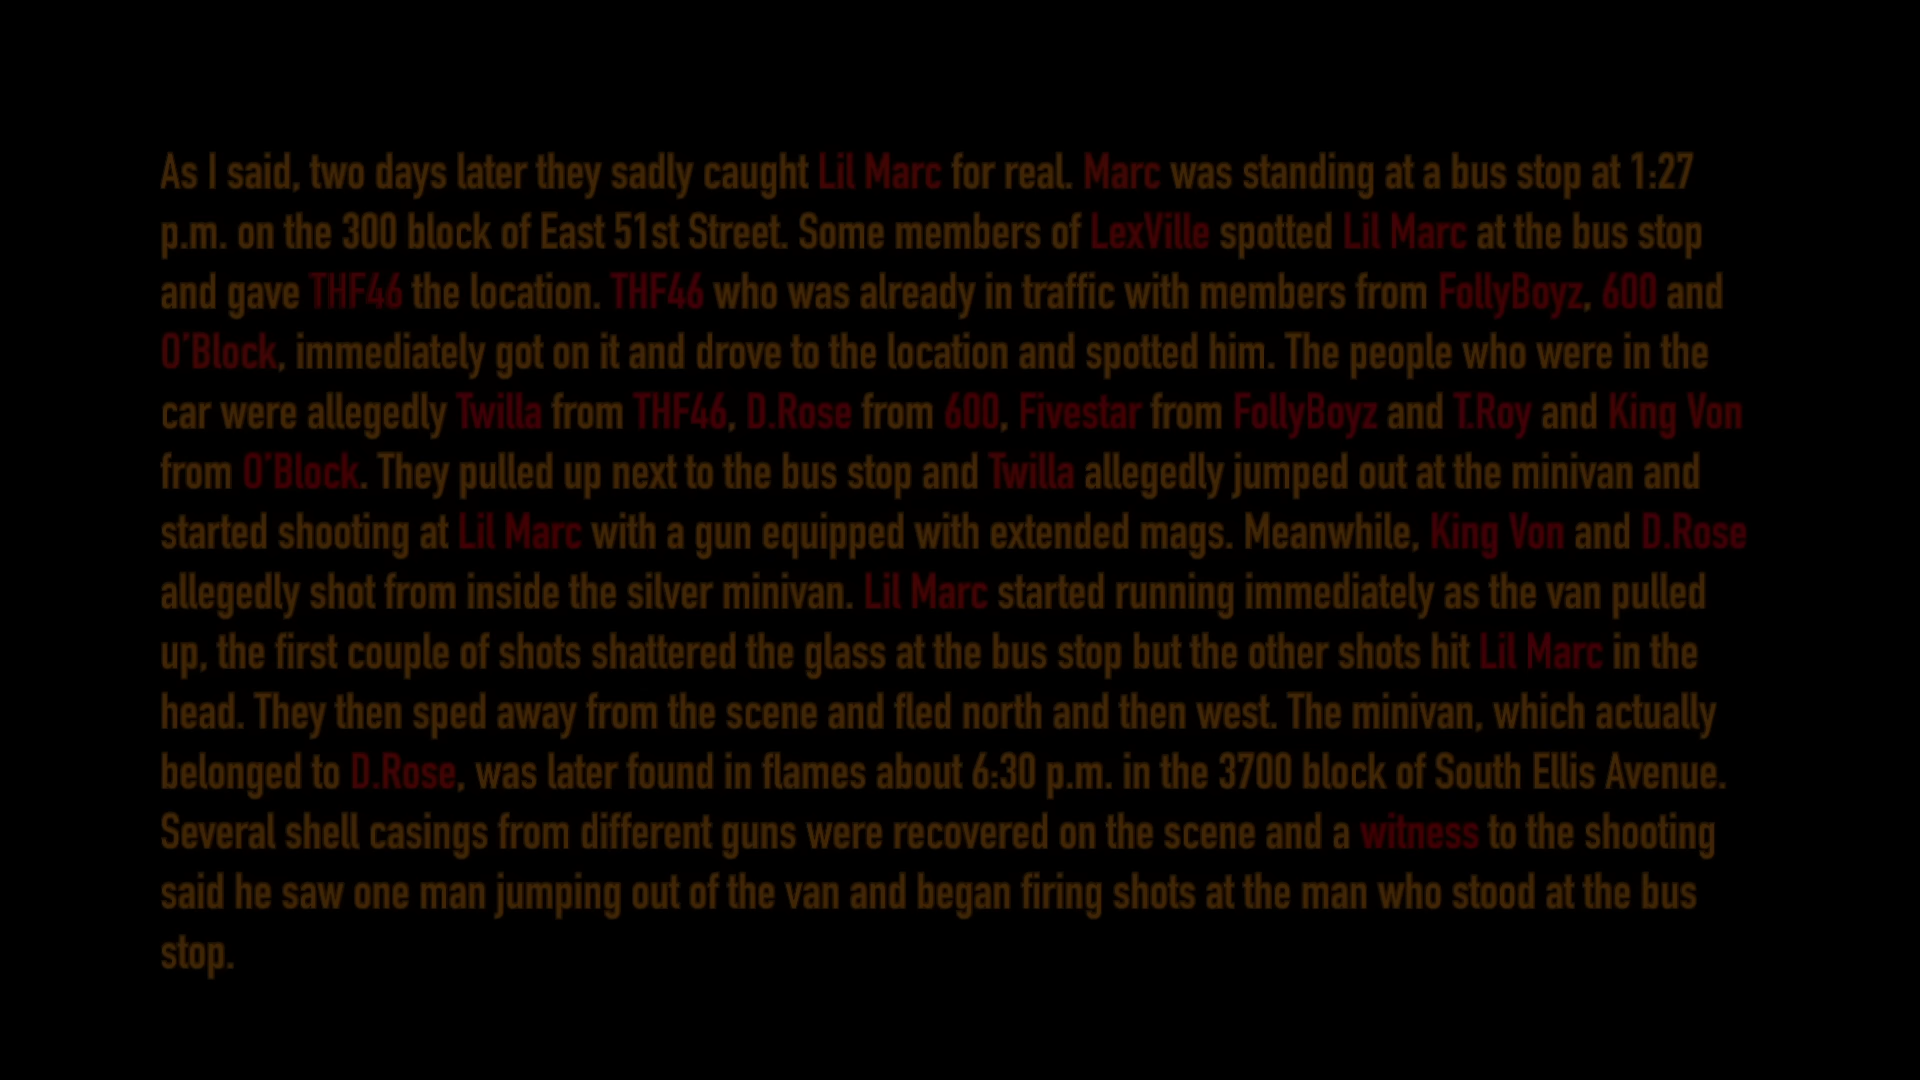 As I said, two days later they sadly caught Lil Marc for real. Marc was standing at a bus stop at 1:27
p.m. on the 300 block of East 51st Street. Some members of LexVille spotted Lil Marc at the bus stop
and gave THF46 the location. THF46 who was already in traffic with members from FollyBoyz, 600 and
O'Block, immediately got on it and drove to the location and spotted him. The people who were in the
car were allegedly Twilla from THF46, D.Rose from 600, Fivestar from FollyBoyz and T.Roy and King Von
from O'Block. They pulled up next to the bus stop and Twilla allegedly jumped out at the minivan and
started shooting at Lil Marc with a gun equipped with extended mags. Meanwhile, King Von and D.Rose
allegedly shot from inside the silver minivan. Lil Marc started running immediately as the van pulled
up, the first couple of shots shattered the glass at the bus stop but the other shots hit Lil Marc in the
head. They then sped away from the scene and fled north and then west. The minivan, which actually
belonged to D.Rose, was later found in flames about 6:30 p.m. in the 3700 block of South Ellis Avenue.
Several shell casings from different guns were recovered on the scene and a witness to the shooting
said he saw one man jumping out of the van and began firing shots at the man who stood at the bus
stop.